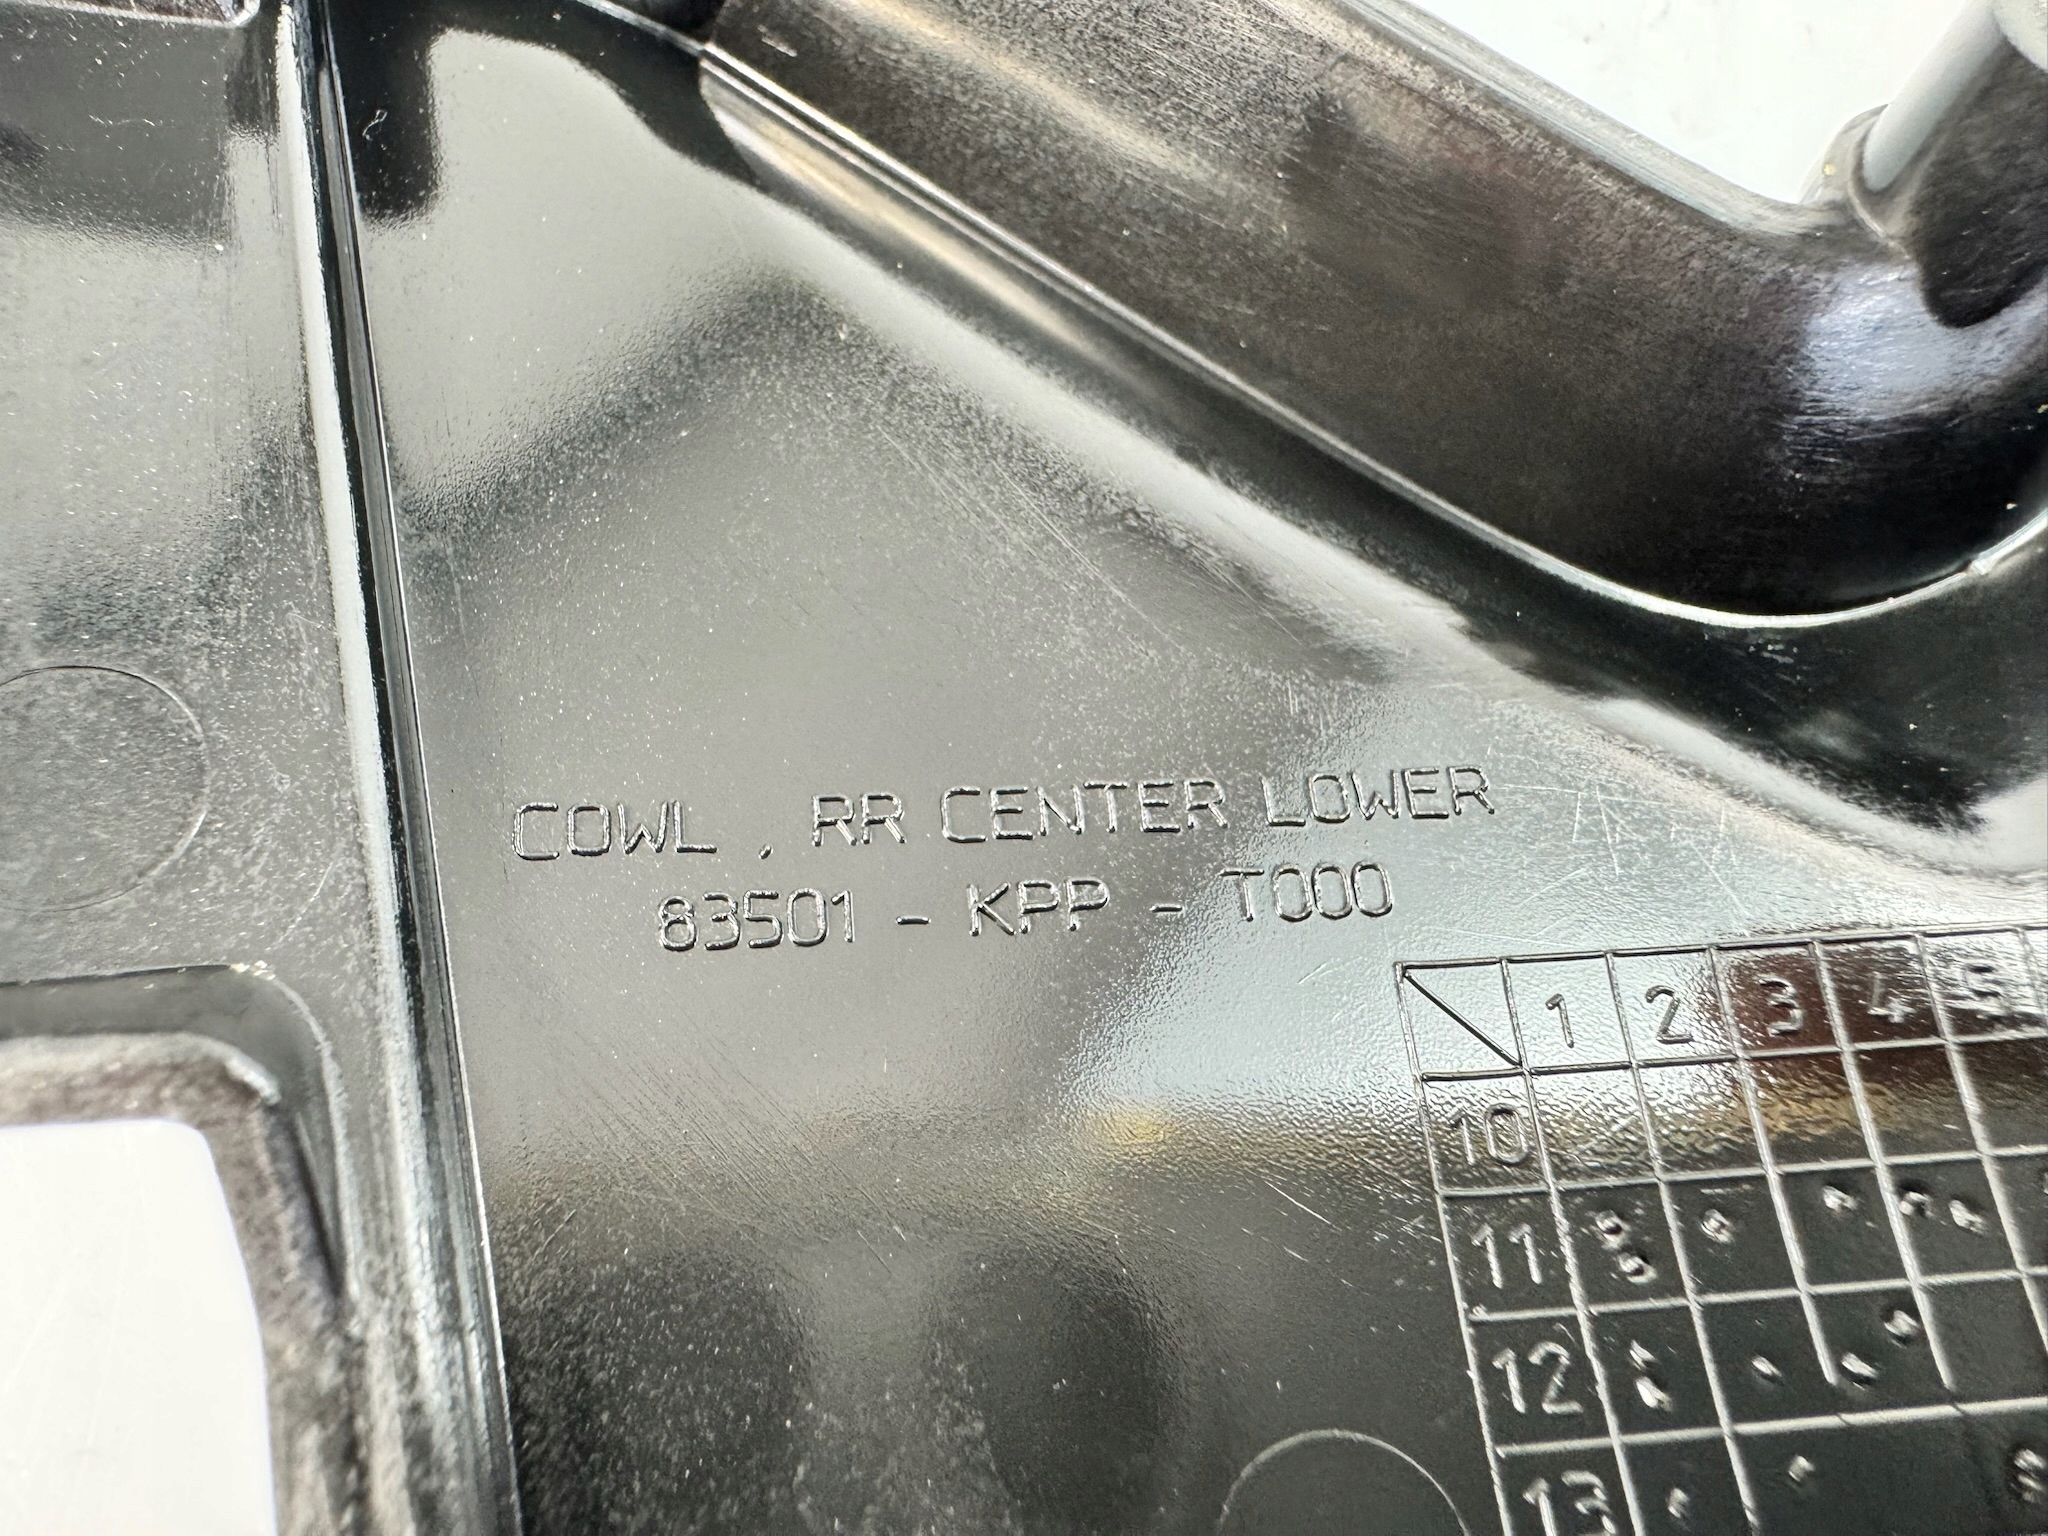 COWL , RR CENTER LOWER
83501 - KPP - T000
1 2 3 4 5
10
11
12
13